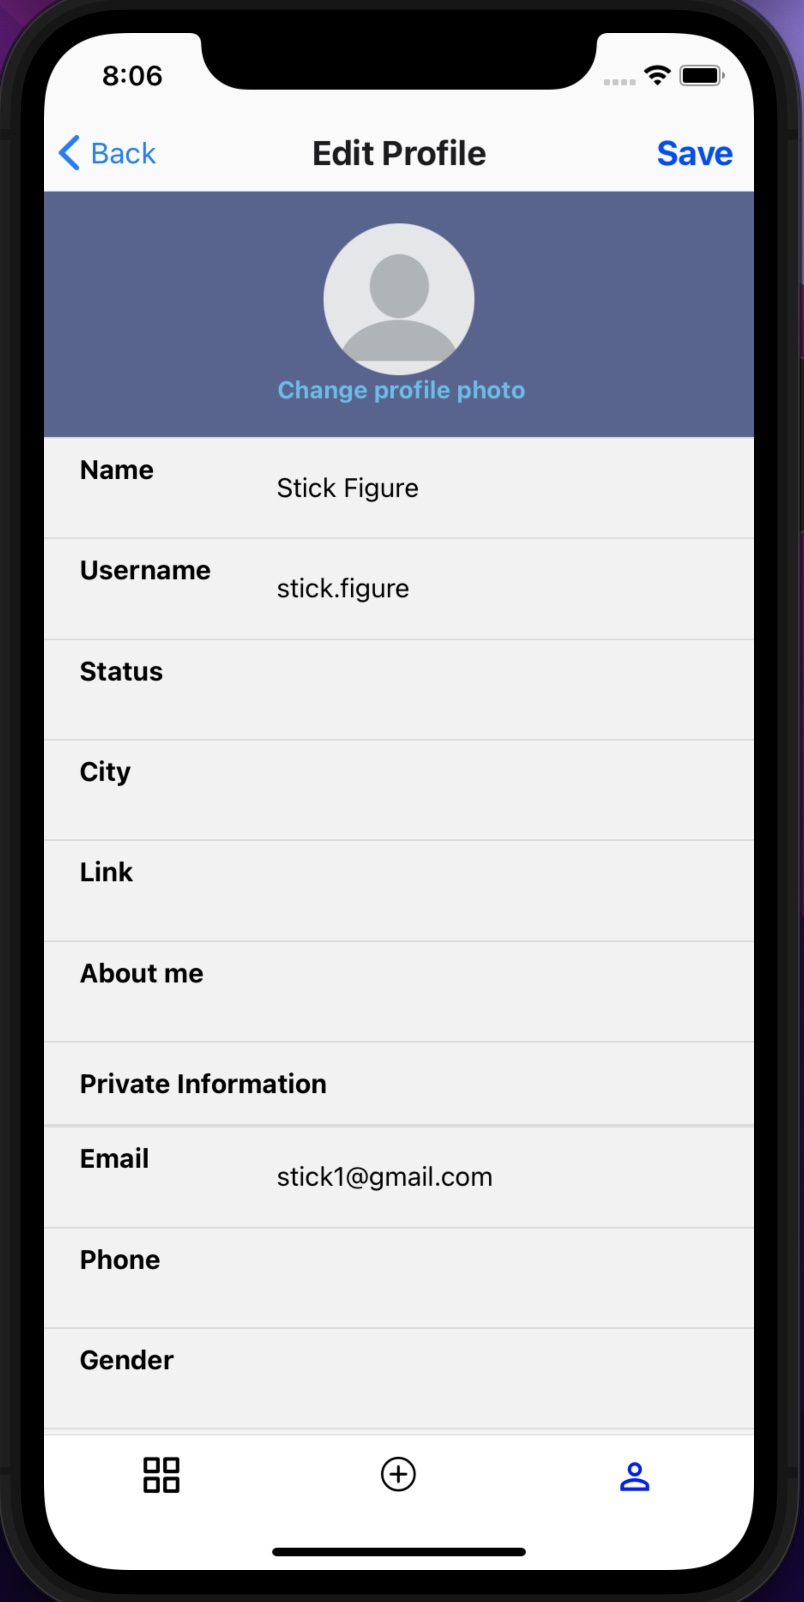 8:06
Back Edit Profile Save
Change profile photo
Name Stick Figure
Username stick.figure
Status
City
Link
About me
Private Information
Email stick1@gmail.com
Phone
Gender